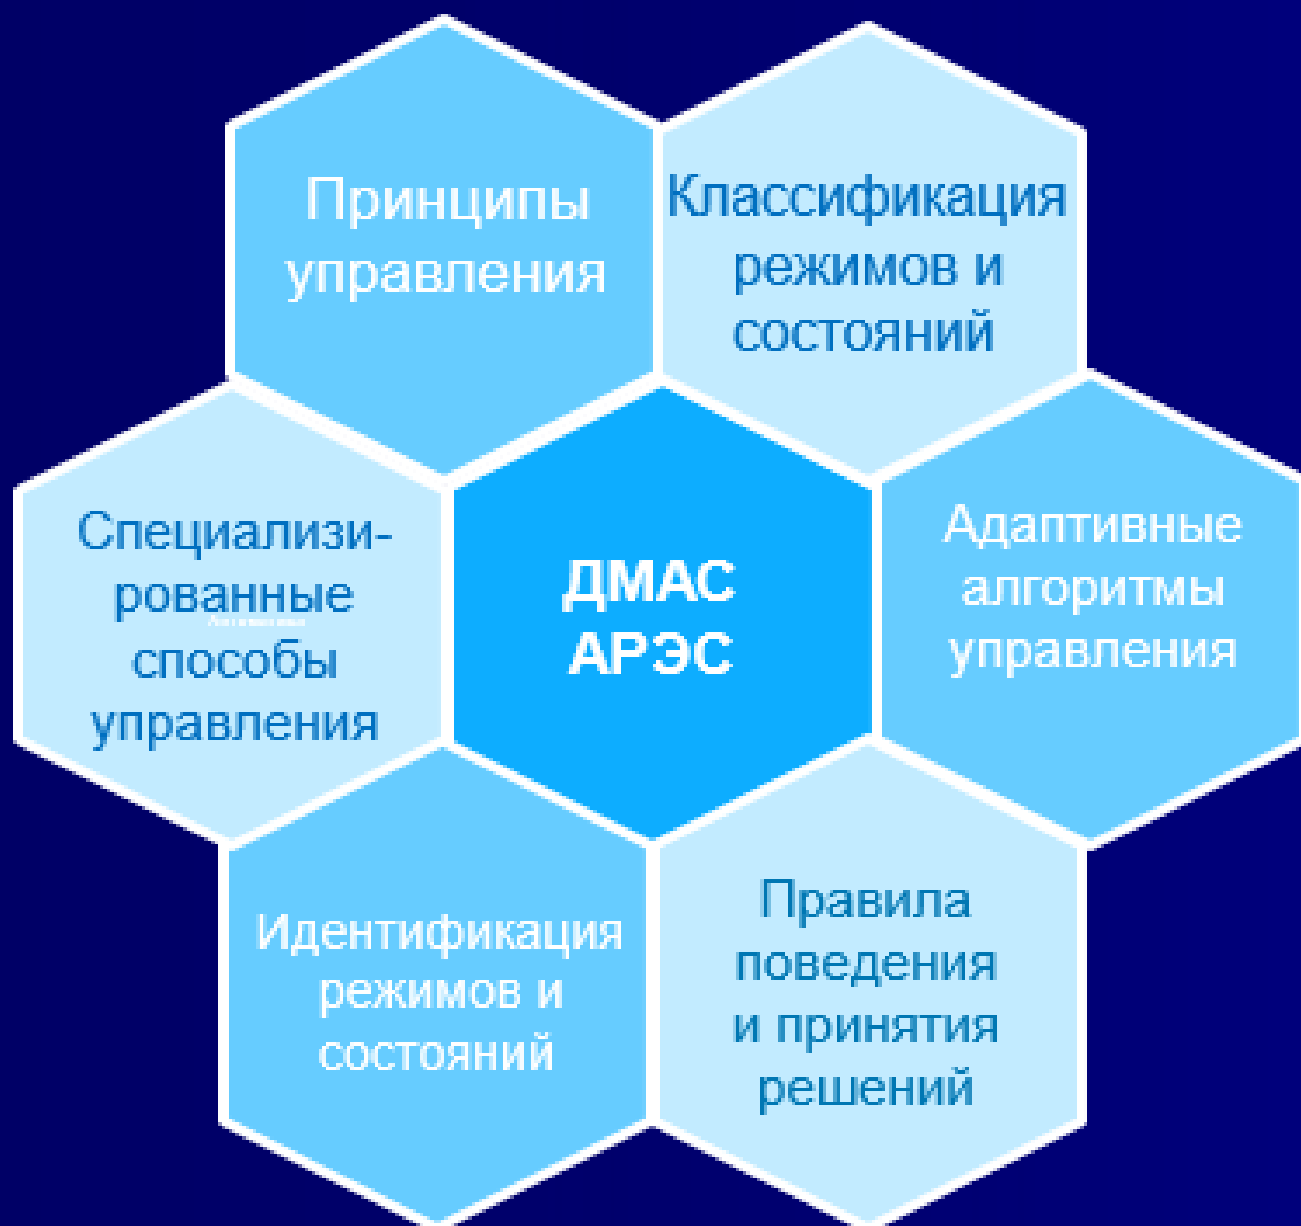 Принципы
управления
Классификация
режимов и
состояний
Специализи-
рованные
способы
управления
ДМАС
АРЭС
Адаптивные
алгоритмы
управления
Идентификация
режимов и
состояний
Правила
поведения
и принятия
решений